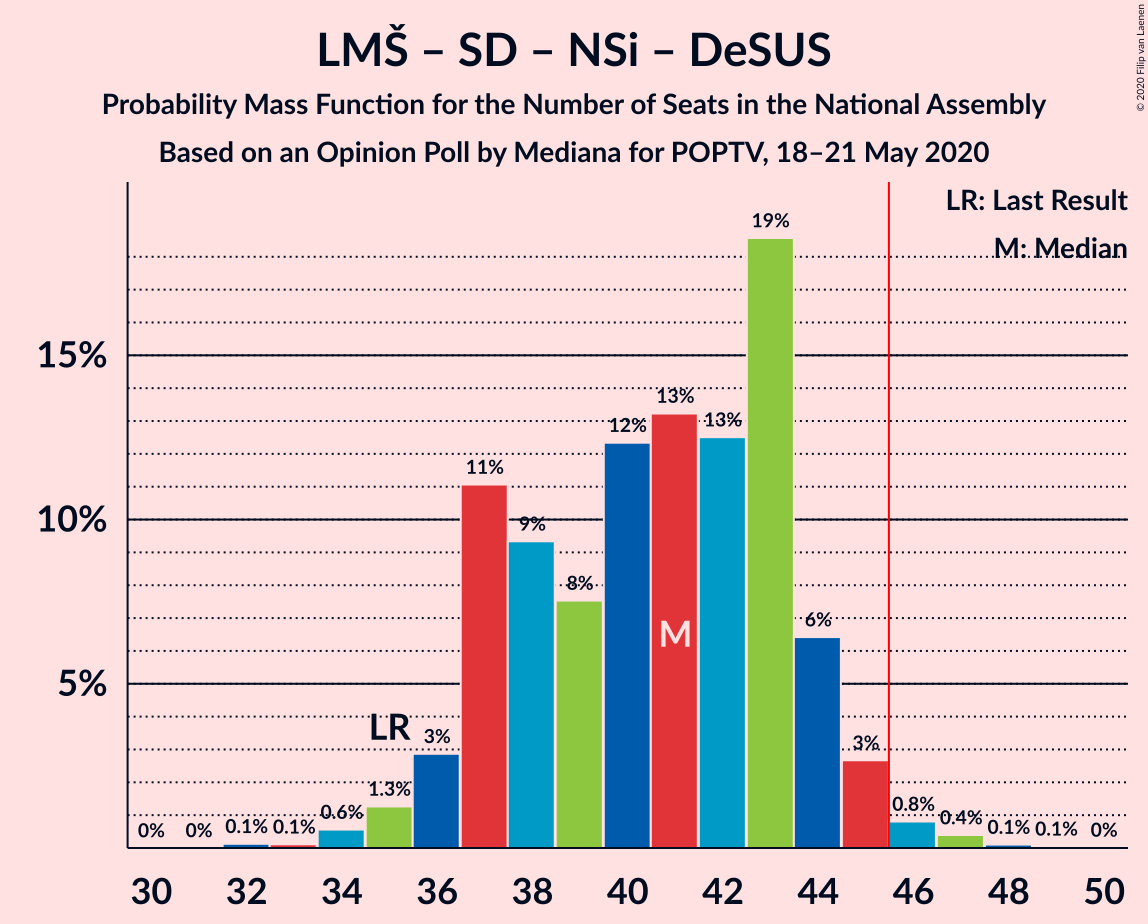 LMŠ – SD – NSi – DeSUS
Probability Mass Function for the Number of Seats in the National Assembly
Based on an Opinion Poll by Mediana for POPTV, 18–21 May 2020
© 2020 Filip van Laenen
LR: Last Result
M: Median
15%
10%
5%
0% 0% 0.1% 0.1% 0.6% 1.3% 3% 11% 9% 8% 12% 13% 13% 19% 6% 3% 0.8% 0.4% 0.1% 0.1% 0%
LR
M
30 32 34 36 38 40 42 44 46 48 50